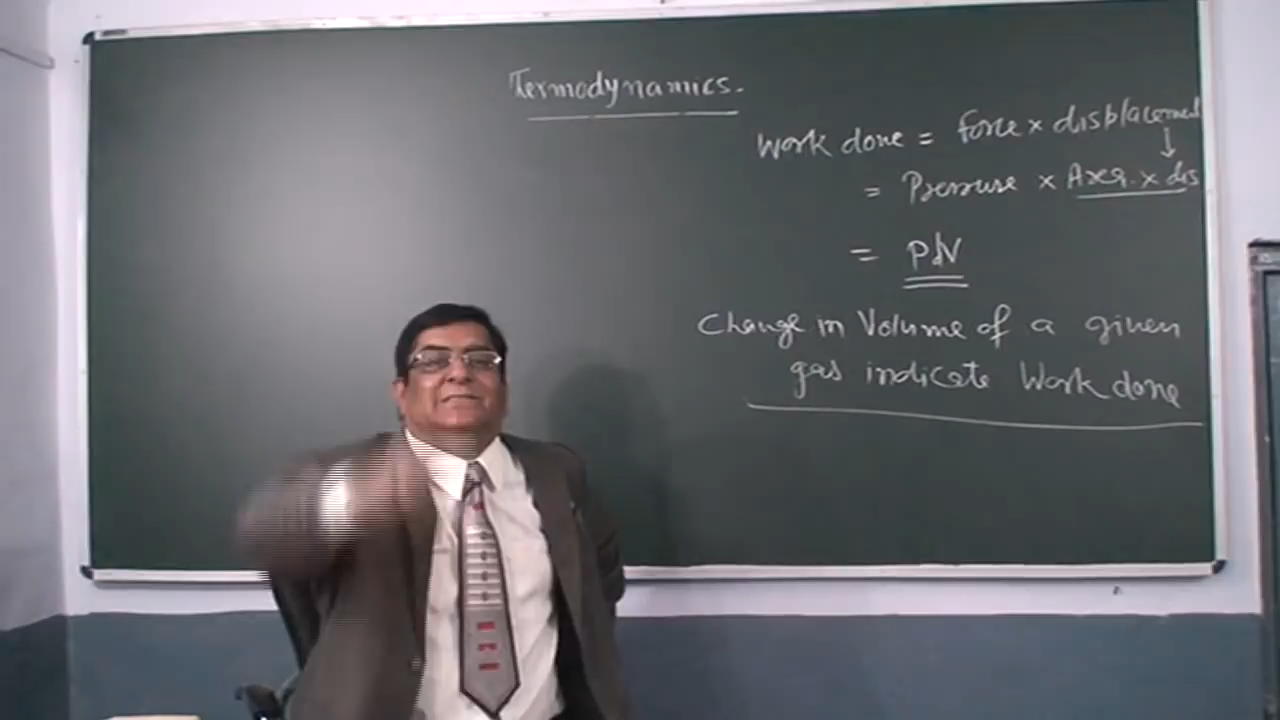 Termodynamics.
Work done = force × displacement
= Pressure × Area × dis
= PdV
Change in Volume of a given
gas indicate Work done